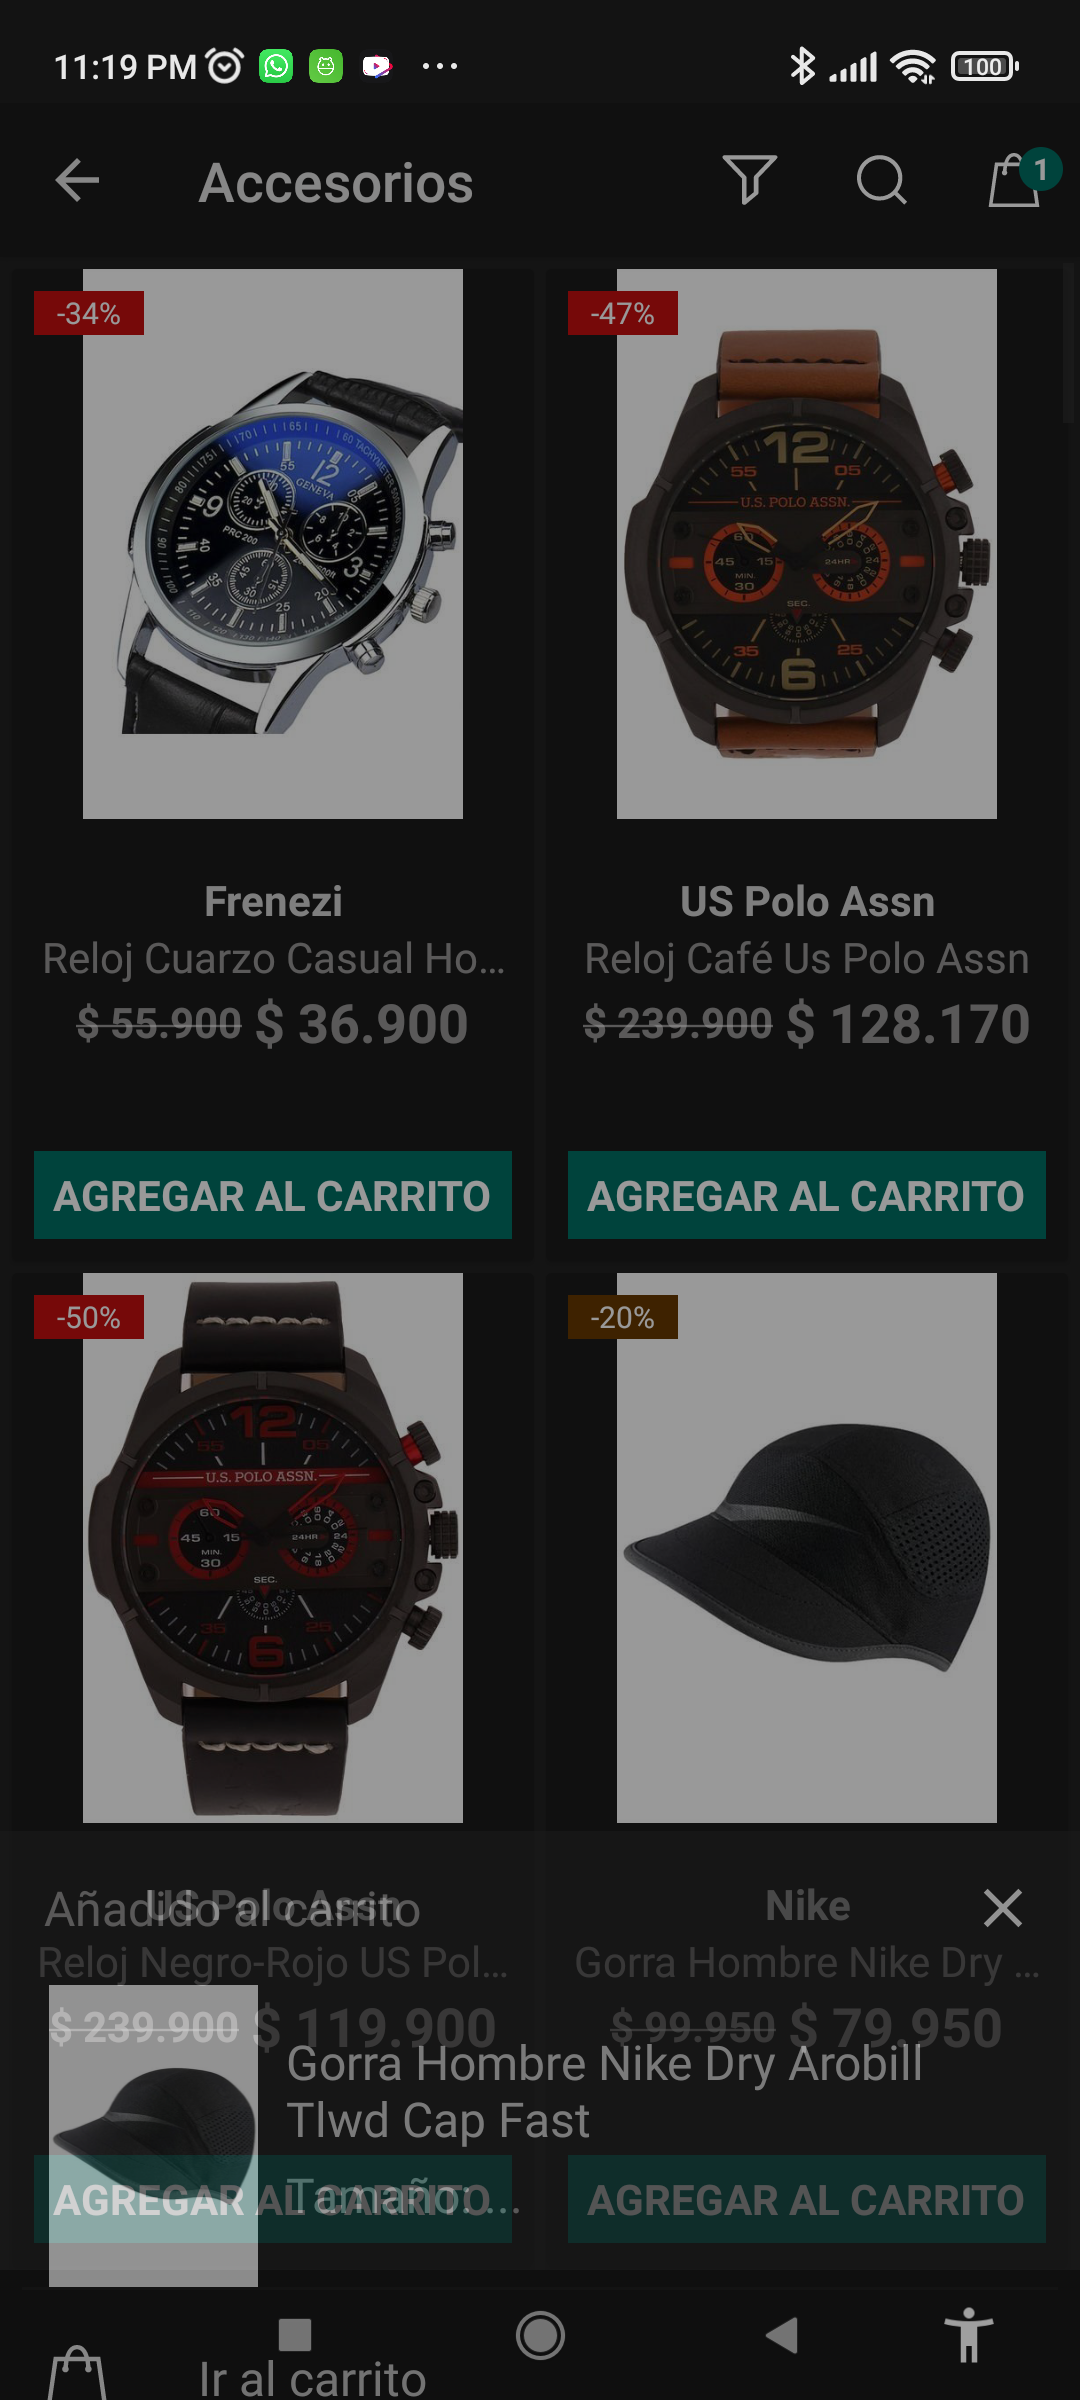 11:19 PM
100
Accesorios
1
-34%
-47%
Frenezi
US Polo Assn
Reloj Cuarzo Casual Ho...
Reloj Café Us Polo Assn
$ 55.900 $ 36.900
$ 239.900 $ 128.170
AGREGAR AL CARRITO
AGREGAR AL CARRITO
-50%
-20%
U.S. POLO ASSN.
US Polo Assn
Nike
Añadido al carrito
Reloj Negro-Rojo US Pol...
Gorra Hombre Nike Dry ...
$ 239.900 $ 119.900
$ 99.950 $ 79.950
Gorra Hombre Nike Dry Arobill
Tlwd Cap Fast
Tamaño: ...
AGREGAR AL CARRITO
AGREGAR AL CARRITO
Ir al carrito